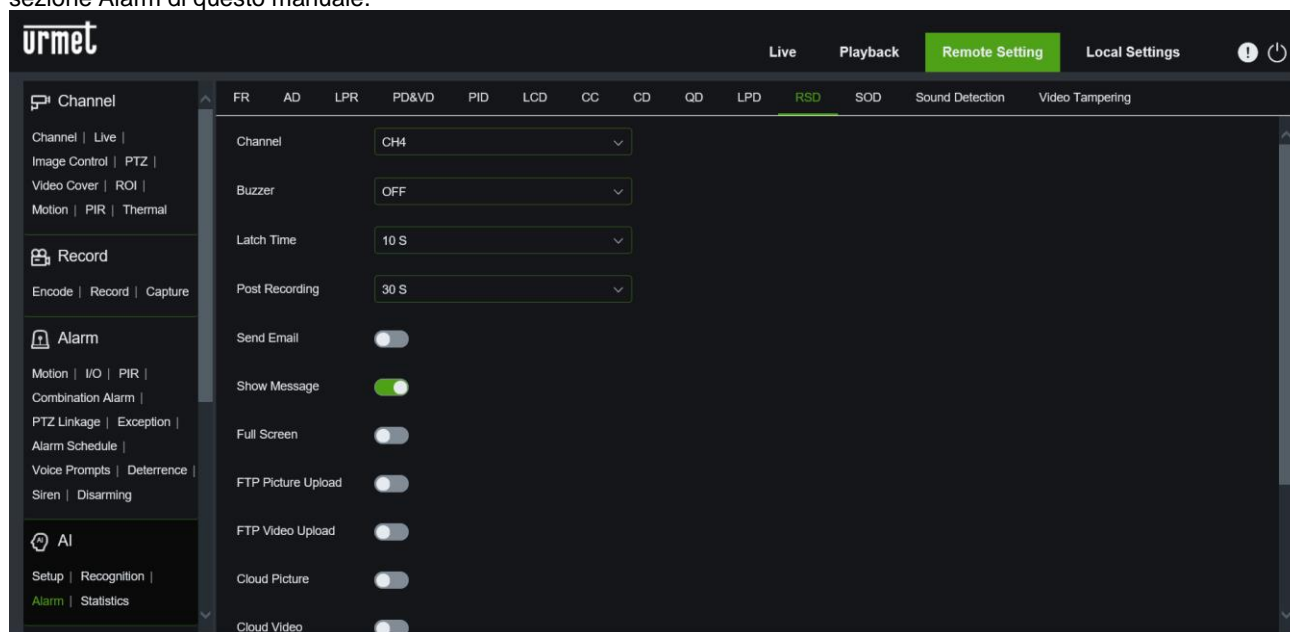 sezione Alarm di questo manuale.
urmet
Live Playback Remote Setting Local Settings
Channel
Channel | Live |
Image Control | PTZ |
Video Cover | ROI |
Motion | PIR | Thermal
Record
Encode | Record | Capture
Alarm
Motion | I/O | PIR |
Combination Alarm |
PTZ Linkage | Exception |
Alarm Schedule |
Voice Prompts | Deterrence |
Siren | Disarming
AI
Setup | Recognition |
Alarm | Statistics
FR AD LPR PD&VD PID LCD CC CD QD LPD RSD SOD Sound Detection Video Tampering
Channel CH4
Buzzer OFF
Latch Time 10 S
Post Recording 30 S
Send Email
Show Message
Full Screen
FTP Picture Upload
FTP Video Upload
Cloud Picture
Cloud Video